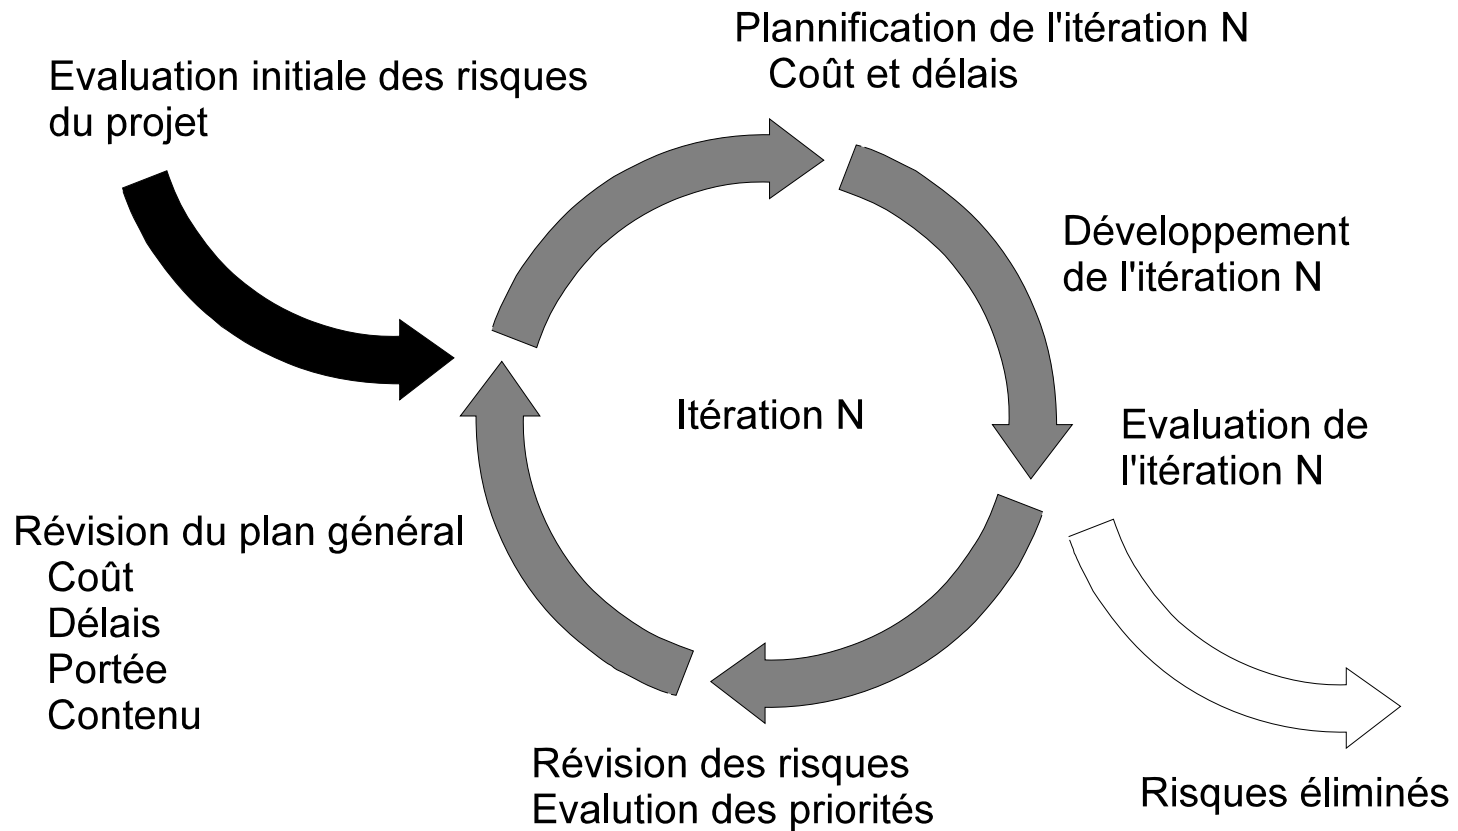 Plannification de l'itération N
Coût et délais
Evaluation initiale des risques
du projet
Développement
de l'itération N
Itération N
Evaluation de
l'itération N
Révision du plan général
Coût
Délais
Portée
Contenu
Révision des risques
Evalution des priorités
Risques éliminés